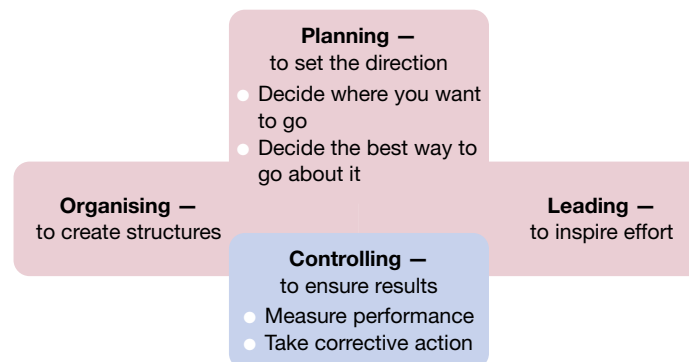 Planning —
to set the direction
Decide where you want
to go
Decide the best way to
go about it
Organising —
to create structures
Leading —
to inspire effort
Controlling —
to ensure results
Measure performance
Take corrective action